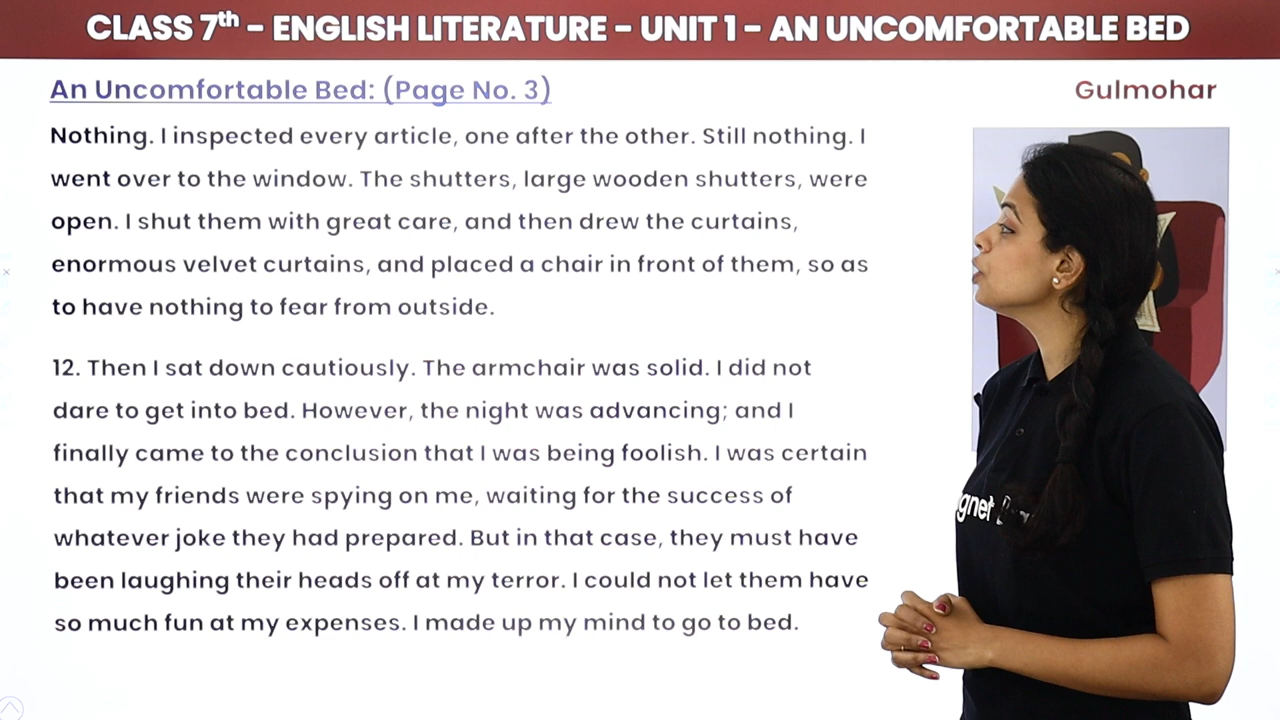 CLASS 7th – ENGLISH LITERATURE – UNIT 1 – AN UNCOMFORTABLE BED
An Uncomfortable Bed: (Page No. 3)
Gulmohar
Nothing. I inspected every article, one after the other. Still nothing. I
went over to the window. The shutters, large wooden shutters, were
open. I shut them with great care, and then drew the curtains,
enormous velvet curtains, and placed a chair in front of them, so as
to have nothing to fear from outside.
12. Then I sat down cautiously. The armchair was solid. I did not
dare to get into bed. However, the night was advancing; and I
finally came to the conclusion that I was being foolish. I was certain
that my friends were spying on me, waiting for the success of
whatever joke they had prepared. But in that case, they must have
been laughing their heads off at my terror. I could not let them have
so much fun at my expenses. I made up my mind to go to bed.